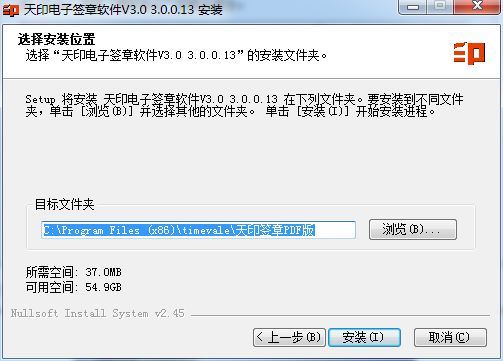 天印电子签章软件V3.0 3.0.0.13 安装
选择安装位置
选择“天印电子签章软件V3.0 3.0.0.13”的安装文件夹。
Setup 将安装 天印电子签章软件V3.0 3.0.0.13 在下列文件夹。要安装到不同文件
夹，单击 [浏览(B)] 并选择其他的文件夹。 单击 [安装(I)] 开始安装进程。
目标文件夹
C:\Program Files (x86)\timevale\天印签章PDF版
浏览(B)...
所需空间: 37.0MB
可用空间: 54.9GB
Nullsoft Install System v2.45
< 上一步(B)
安装(I)
取消(C)